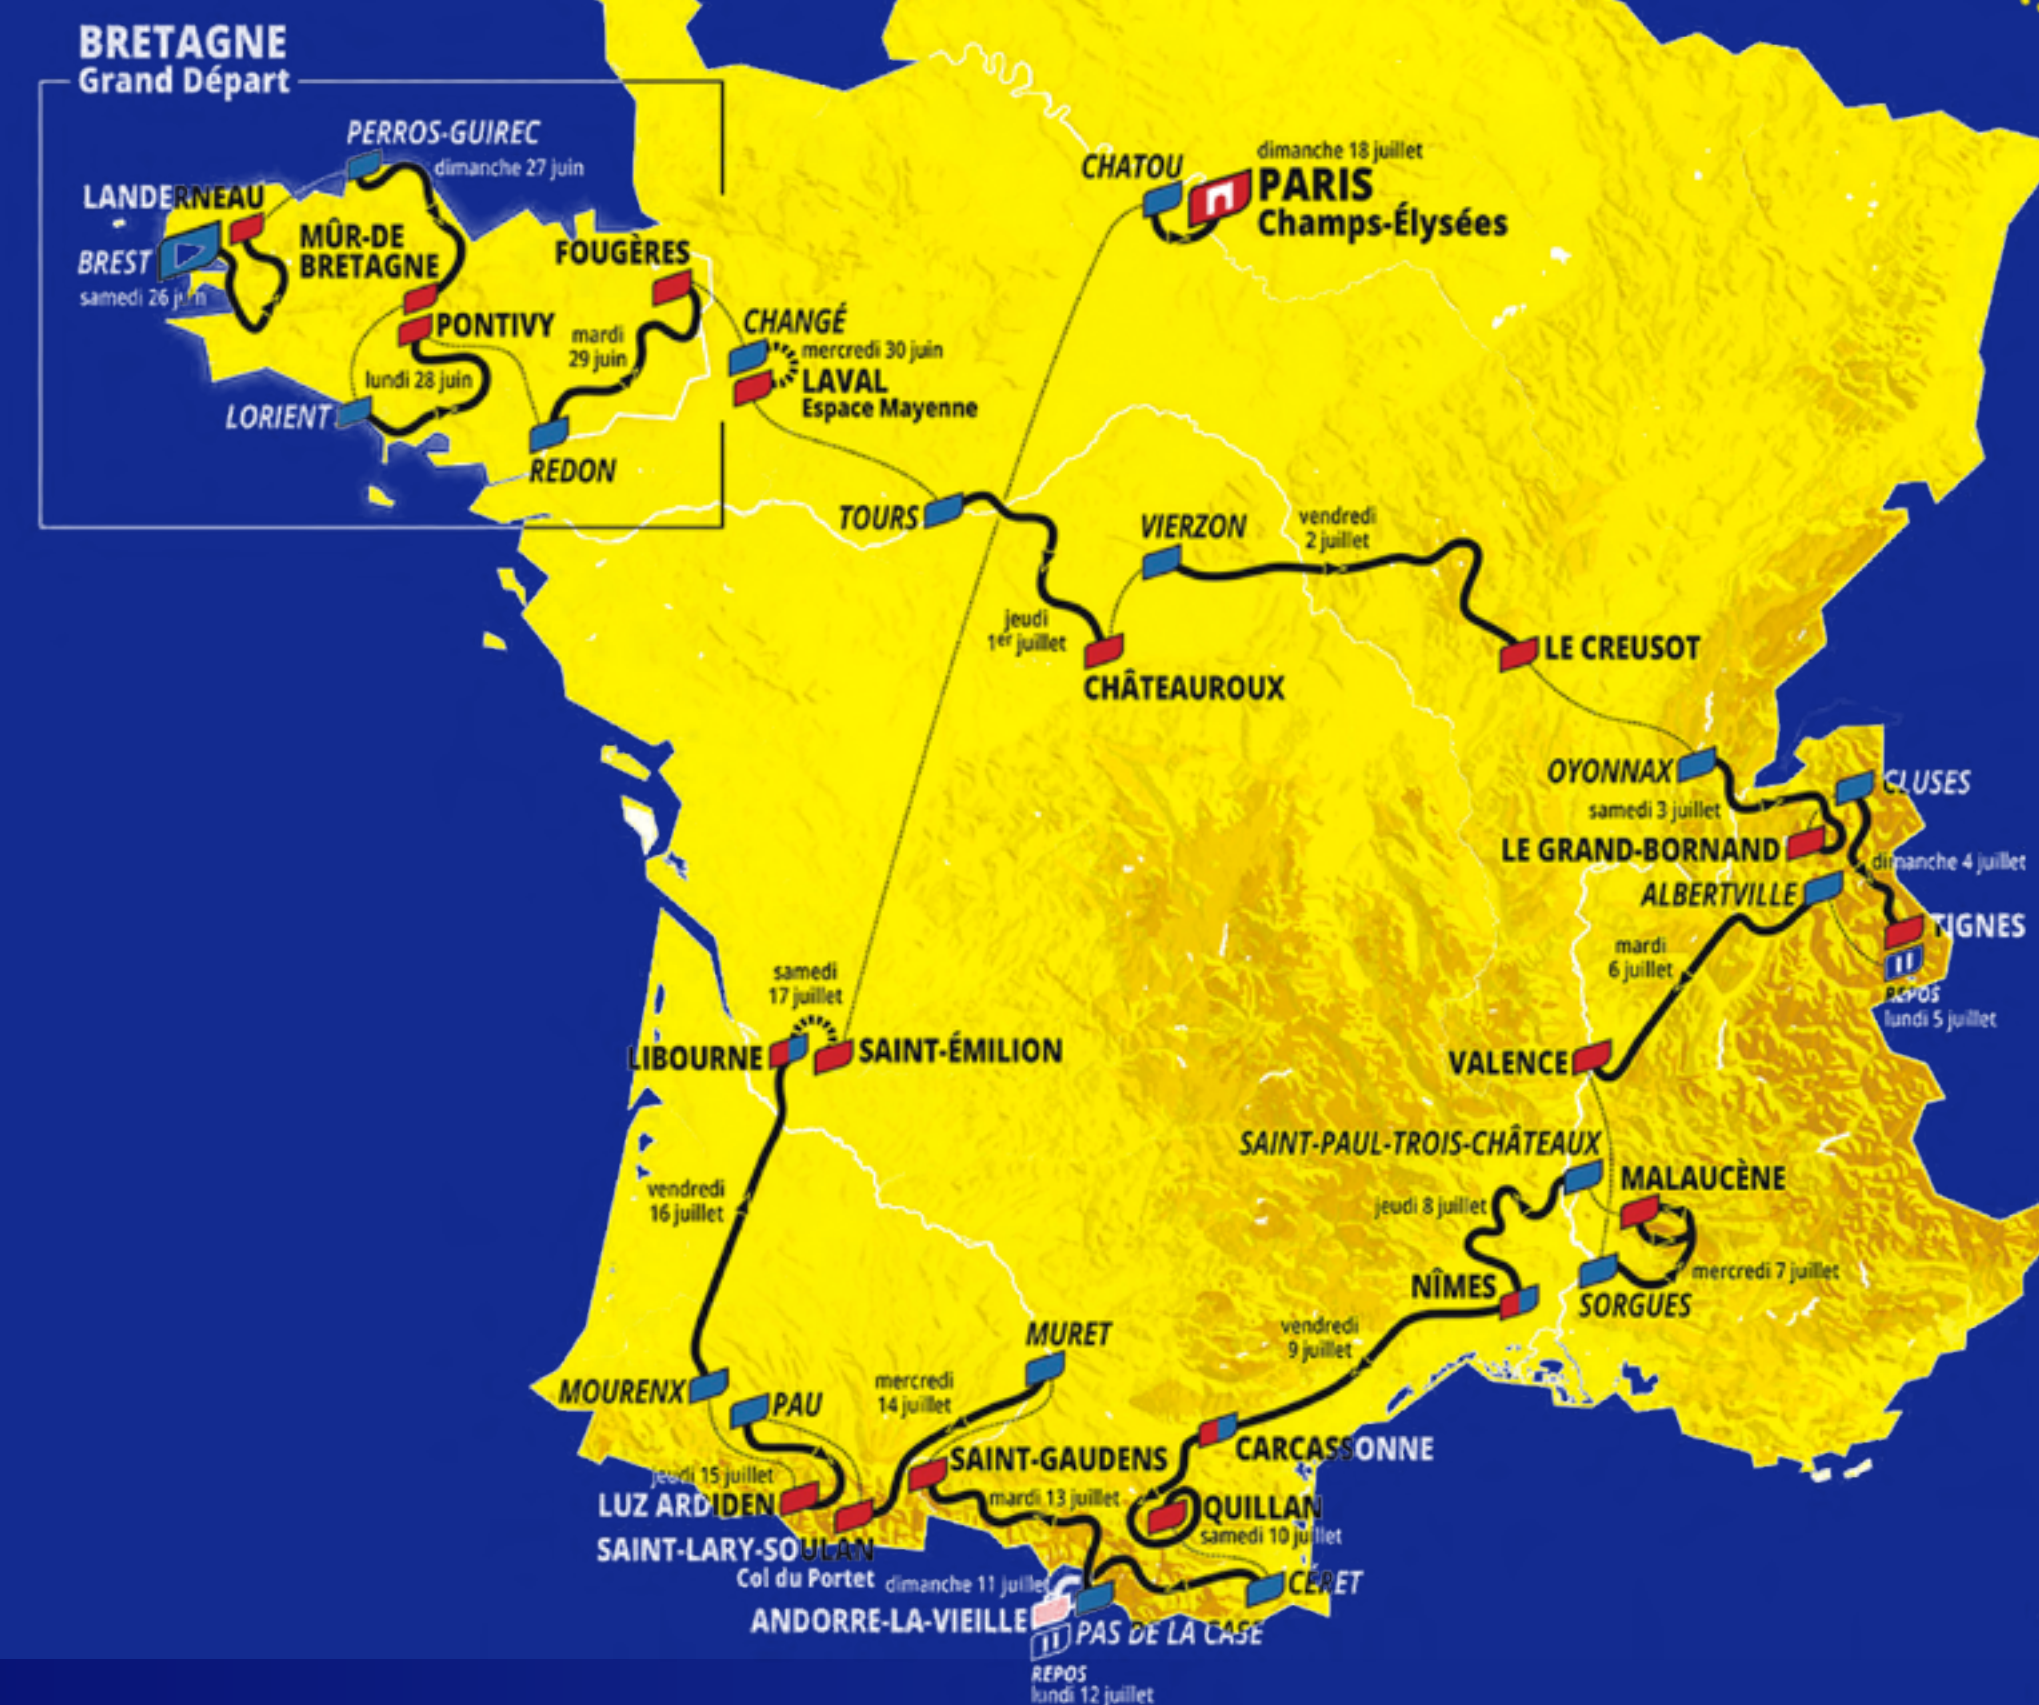 BRETAGNE
Grand Départ
PERROS-GUIREC
dimanche 27 juin
LANDERNEAU
BREST
samedi 26 juin
MÛR-DE
BRETAGNE
FOUGÈRES
PONTIVY
mardi
29 juin
lundi 28 juin
LORIENT
REDON
CHANGÉ
mercredi 30 juin
LAVAL
Espace Mayenne
CHATOU
dimanche 18 juillet
PARIS
Champs-Élysées
TOURS
VIERZON
vendredi
2 juillet
jeudi
1er juillet
CHÂTEAUROUX
LE CREUSOT
OYONNAX
samedi 3 juillet
CLUSES
LE GRAND-BORNAND
dimanche 4 juillet
ALBERTVILLE
TIGNES
REPOS
lundi 5 juillet
mardi
6 juillet
VALENCE
samedi
17 juillet
LIBOURNE
SAINT-ÉMILION
SAINT-PAUL-TROIS-CHÂTEAUX
MALAUCÈNE
jeudi 8 juillet
mercredi 7 juillet
SORGUES
NÎMES
vendredi
16 juillet
vendredi
9 juillet
MURET
MOURENX
PAU
mercredi
14 juillet
CARCASSONNE
SAINT-GAUDENS
jeudi 15 juillet
LUZ ARDIDEN
mardi 13 juillet
QUILLAN
samedi 10 juillet
SAINT-LARY-SOULAN
Col du Portet
dimanche 11 juillet
CÉRET
ANDORRE-LA-VIEILLE
PAS DE LA CASE
REPOS
lundi 12 juillet